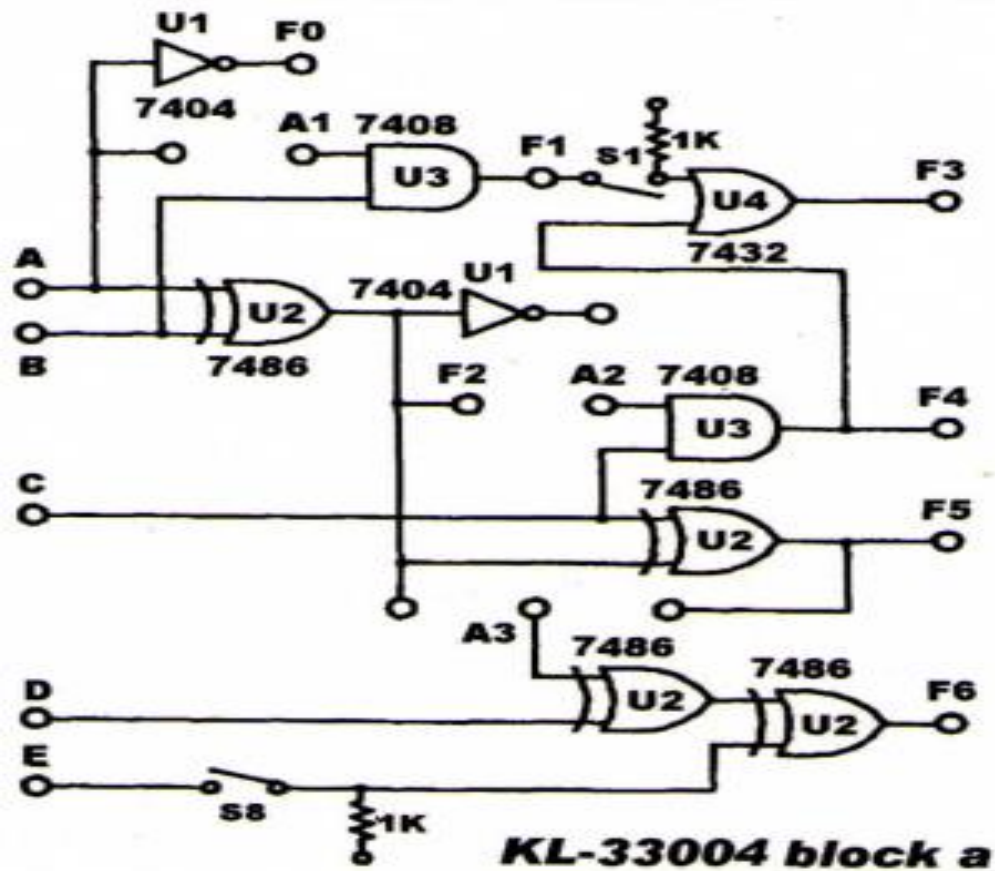 U1 F0
7404
A1 7408
F1 S1 1K
U3 U4 F3
7432
A
7404 U1
U2
B
7486
F2 A2 7408
U3 F4
C
7486
U2 F5
A3
7486 7486
D
U2 F6
U2
E
S8 1K
KL-33004 block a